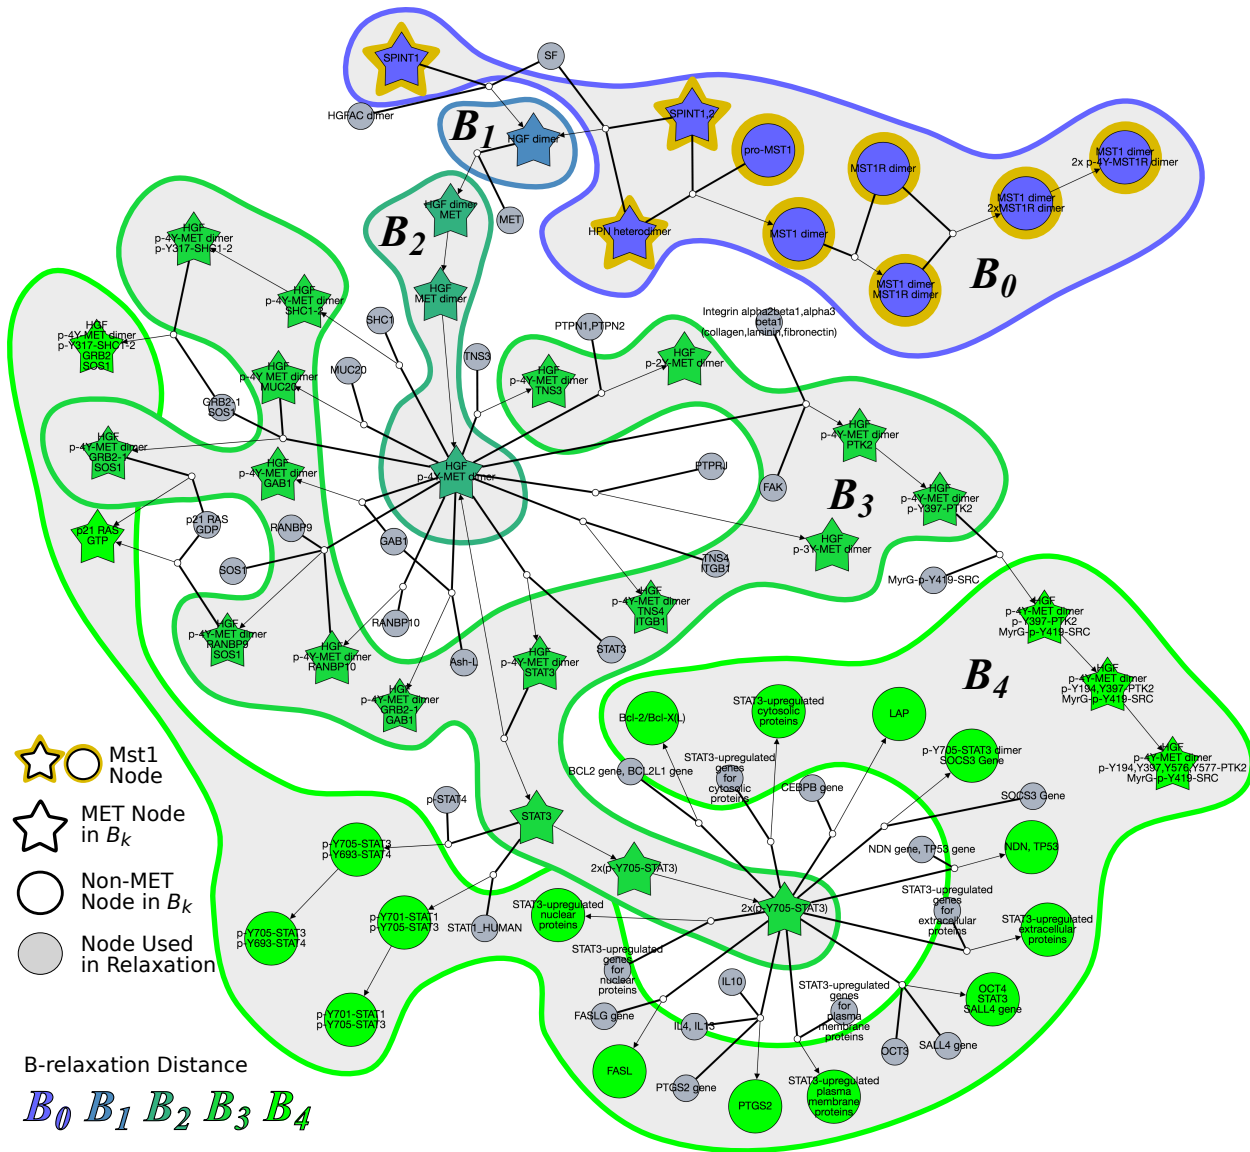 SPINT1
SF
HGFAC dimer
B1
HGF dimer
SPINT1,2
pro-MST1
MST1R dimer
MST1 dimer
2x p-4Y-MST1R dimer
MST1 dimer
2xMST1R dimer
HGF dimer
MET
MET
HPN heterodimer
MST1 dimer
B2
B0
MST1 dimer
MST1R dimer
HGF
p-4Y-MET dimer
p-Y317-SHC1-2
HGF
MET dimer
HGF
p-4Y-MET dimer
SHC1-2
SHC1
PTPN1,PTPN2
Integrin alpha2beta1,alpha3
beta1
(collagen,laminin,fibronectin)
HGF
p-4Y-MET dimer
p-Y317-SHC1-2
GRB2
SOS1
TNS3
HGF
p-2Y-MET dimer
MUC20
HGF
p-4Y MET dimer
MUC20
HGF
p-4Y-MET dimer
TNS3
GRB2-1
SOS1
HGF
p-4Y-MET dimer
PTK2
HGF
p-4Y-MET dimer
GRB2-1
SOS1
HGF
p-4Y-MET dimer
GAB1
HGF
p-4Y-MET dimer
PTPRJ
FAK
B3
HGF
p-4Y-MET dimer
p-Y397-PTK2
p21 RAS
GTP
p21 RAS
GDP
RANBP9
GAB1
HGF
p-3Y-MET dimer
SOS1
TNS4
ITGB1
MyrG-p-Y419-SRC
HGF
p-4Y-MET dimer
TNS4
ITGB1
HGF
p-4Y-MET dimer
p-Y397-PTK2
MyrG-p-Y419-SRC
RANBP10
HGF
p-4Y-MET dimer
RANBP9
SOS1
HGF
p-4Y-MET dimer
RANBP10
Ash-L
HGF
p-4Y-MET dimer
STAT3
STAT3
HGF
p-4Y-MET dimer
p-Y194,Y397-PTK2
MyrG-p-Y419-SRC
B4
HGF
p-4Y-MET dimer
GRB2-1
GAB1
Bcl-2/Bcl-X(L)
STAT3-upregulated
cytosolic
proteins
LAP
p-Y705-STAT3 dimer
SOCS3 Gene
HGF
p-4Y-MET dimer
p-Y194,Y397,Y576,Y577-PTK2
MyrG-p-Y419-SRC
Mst1
Node
BCL2 gene, BCL2L1 gene
STAT3-upregulated
genes
for
cytosolic
proteins
CEBPB gene
SOCS3 Gene
MET Node
in Bk
p-STAT4
STAT3
p-Y705-STAT3
p-Y693-STAT4
NDN gene, TP53 gene
NDN, TP53
2x(p-Y705-STAT3)
Non-MET
Node in Bk
2x(p-Y705-STAT3)
STAT3-upregulated
genes
for
extracellular
proteins
STAT3-upregulated
extracellular
proteins
p-Y705-STAT3
p-Y693-STAT4
p-Y701-STAT1
p-Y705-STAT3
STAT1_HUMAN
STAT3-upregulated
nuclear
proteins
Node Used
in Relaxation
STAT3-upregulated
genes
for
nuclear
proteins
IL10
STAT3-upregulated
genes
for
plasma
membrane
proteins
OCT4
STAT3
SALL4 gene
p-Y701-STAT1
p-Y705-STAT3
FASLG gene
IL4, IL13
OCT3
SALL4 gene
B-relaxation Distance
FASL
PTGS2 gene
PTGS2
STAT3-upregulated
plasma
membrane
proteins
B0 B1 B2 B3 B4